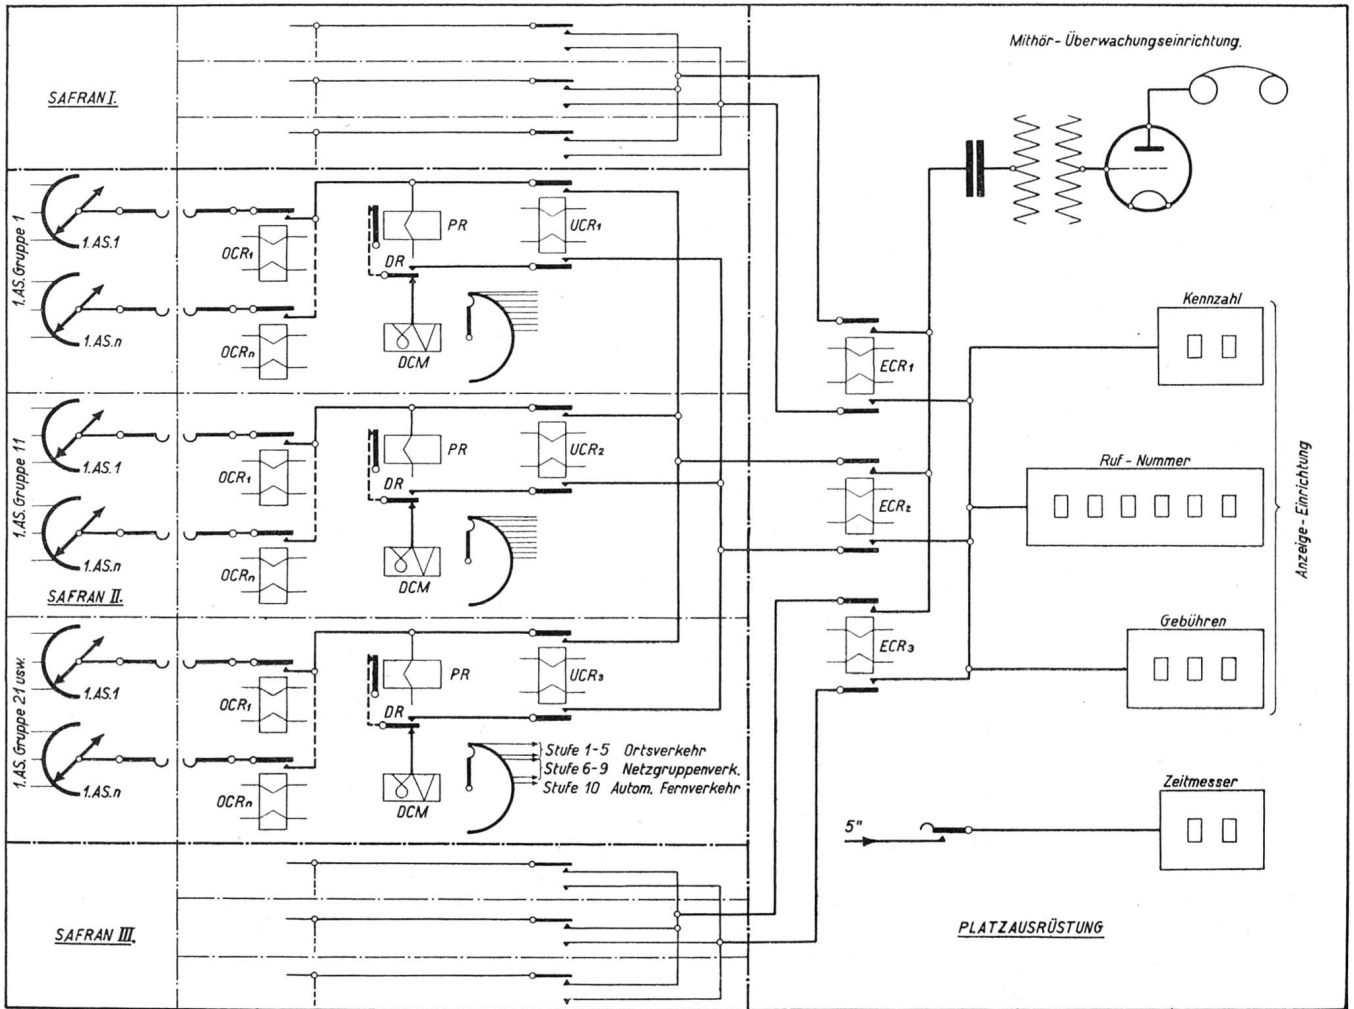 SAFRAN I.
1.AS.Gruppe 1
1.AS.1
1.AS.n
OCR1
OCRn
PR
DR
DCM
UCR1
1.AS.Gruppe 11
1.AS.1
1.AS.n
SAFRAN II.
OCR1
OCRn
PR
DR
DCM
UCR2
1.AS.Gruppe 21 usw.
1.AS.1
1.AS.n
OCR1
OCRn
PR
DR
DCM
UCR3
Stufe 1-5 Ortsverkehr
Stufe 6-9 Netzgruppenverk.
Stufe 10 Autom. Fernverkehr
SAFRAN III.
Mithör-Überwachungseinrichtung.
ECR1
ECR2
ECR3
Kennzahl
Ruf-Nummer
Gebühren
Anzeige-Einrichtung
Zeitmesser
5"
PLATZAUSRÜSTUNG